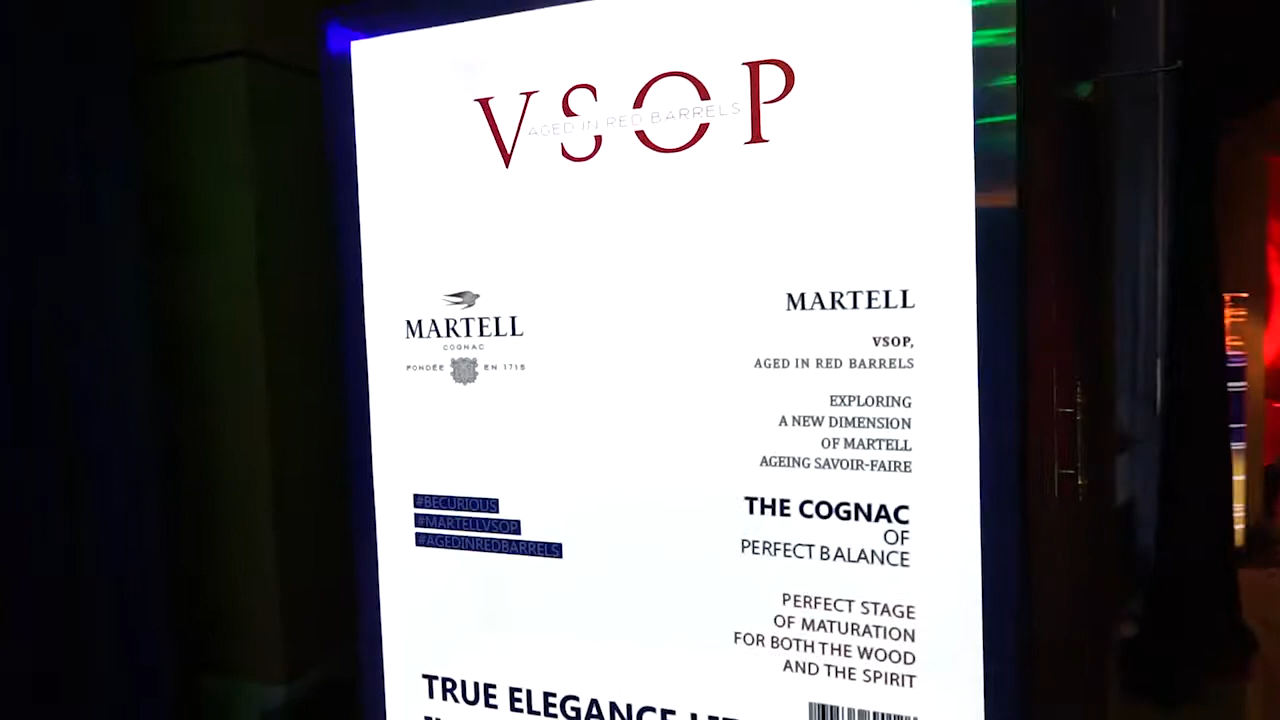 VSOP
AGED IN RED BARRELS
MARTELL
COGNAC
FONDÉE EN 1715
#BECURIOUS
#MARTELLVSOP
#AGEDINREDBARRELS
MARTELL
VSOP,
AGED IN RED BARRELS
EXPLORING
A NEW DIMENSION
OF MARTELL
AGEING SAVOIR-FAIRE
THE COGNAC
OF
PERFECT BALANCE
PERFECT STAGE
OF MATURATION
FOR BOTH THE WOOD
AND THE SPIRIT
TRUE ELEGANCE